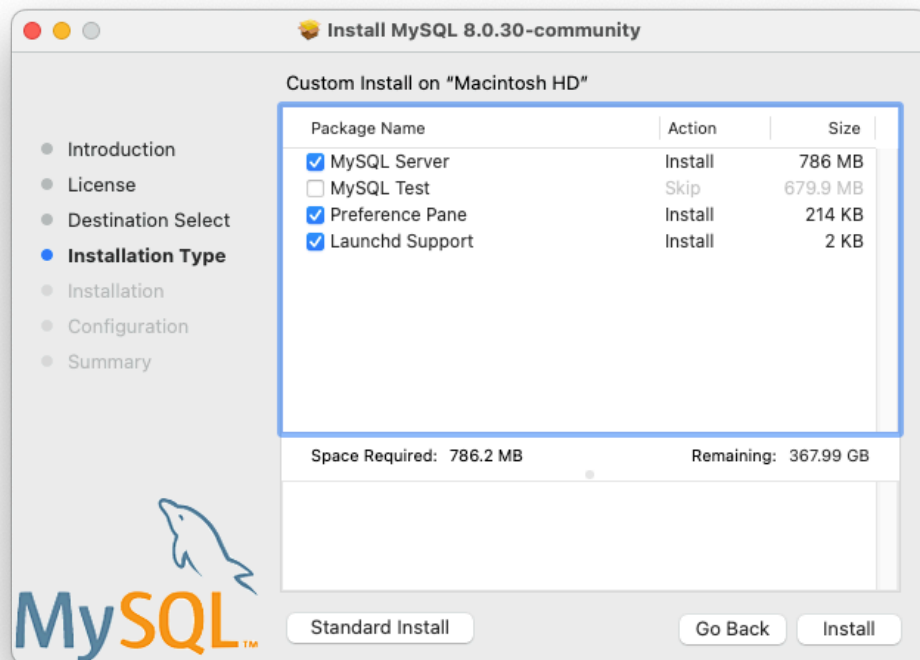 Install MySQL 8.0.30-community
Custom Install on “Macintosh HD”
Introduction
License
Destination Select
Installation Type
Installation
Configuration
Summary
Package Name Action Size
MySQL Server Install 786 MB
MySQL Test Skip 679.9 MB
Preference Pane Install 214 KB
Launchd Support Install 2 KB
Space Required: 786.2 MB Remaining: 367.99 GB
MySQL™
Standard Install Go Back Install